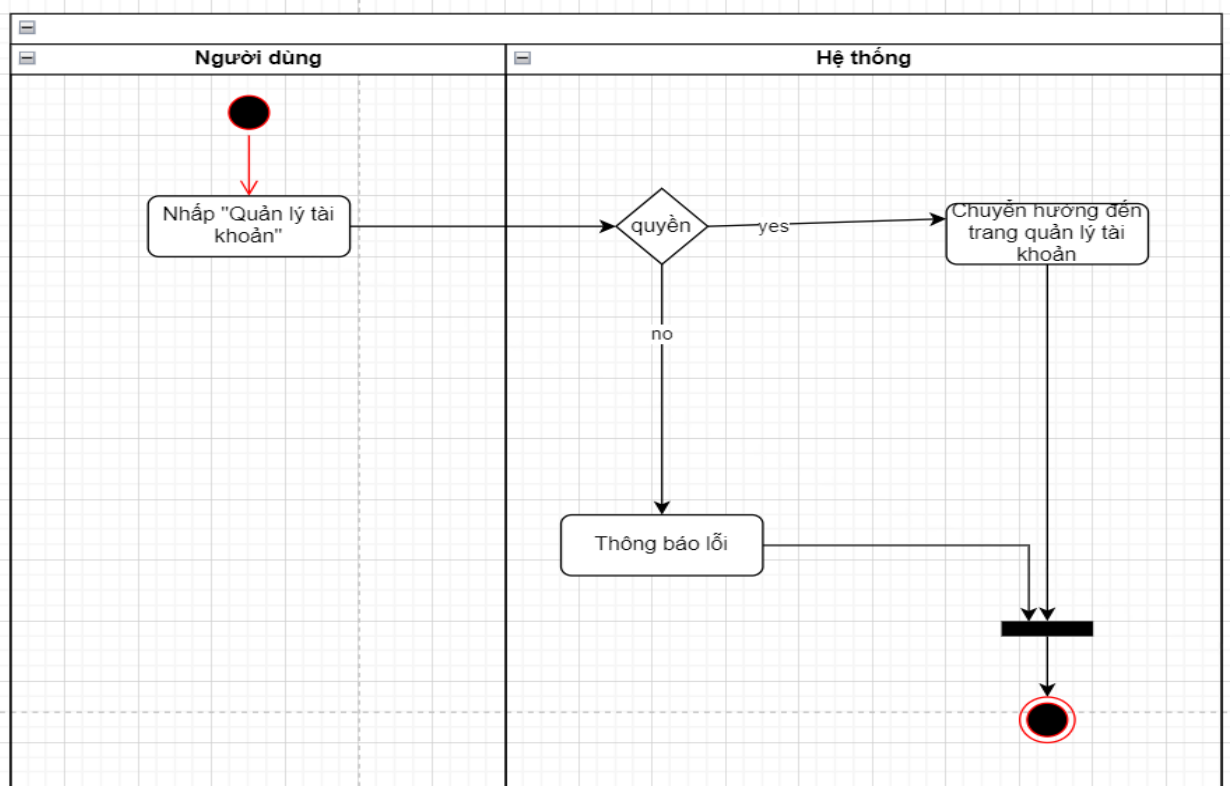 Người dùng
Hệ thống
Nhấp "Quản lý tài
khoản"
quyền
yes
Chuyển hướng đến
trang quản lý tài
khoản
no
Thông báo lỗi